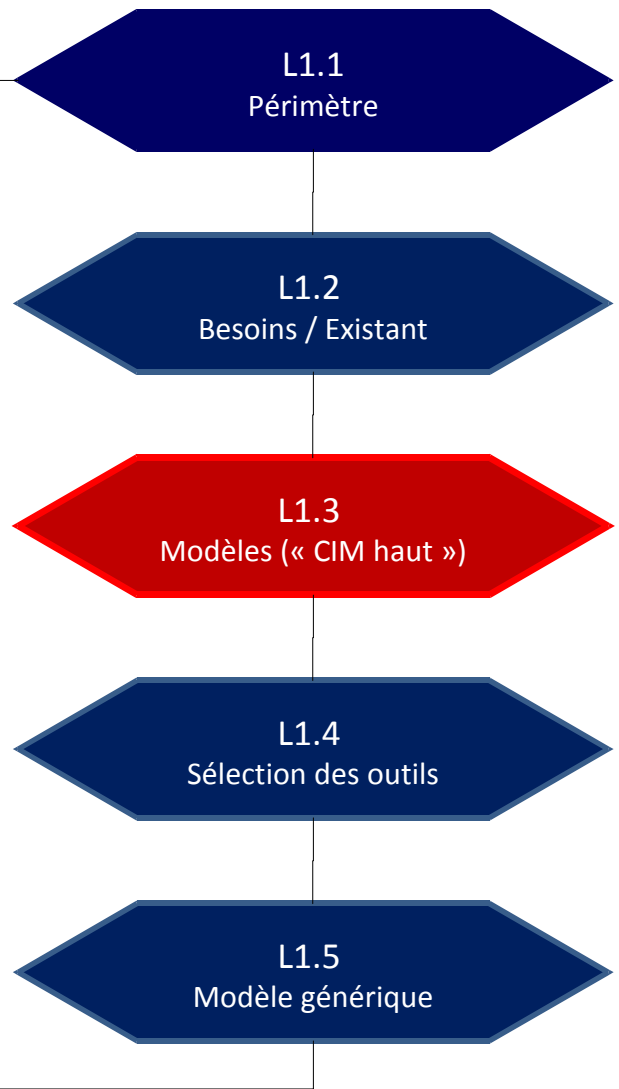 L1.1
Périmètre
L1.2
Besoins / Existant
L1.3
Modèles (« CIM haut »)
L1.4
Sélection des outils
L1.5
Modèle générique